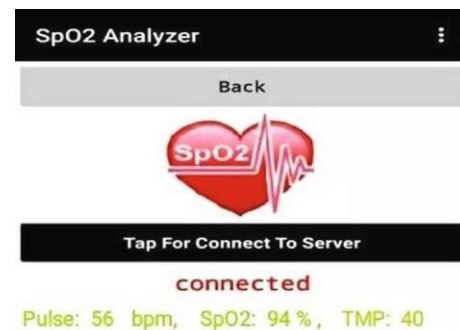 SpO2 Analyzer
Back
SpO2
Tap For Connect To Server
connected
Pulse: 56 bpm, SpO2: 94 %, TMP: 40